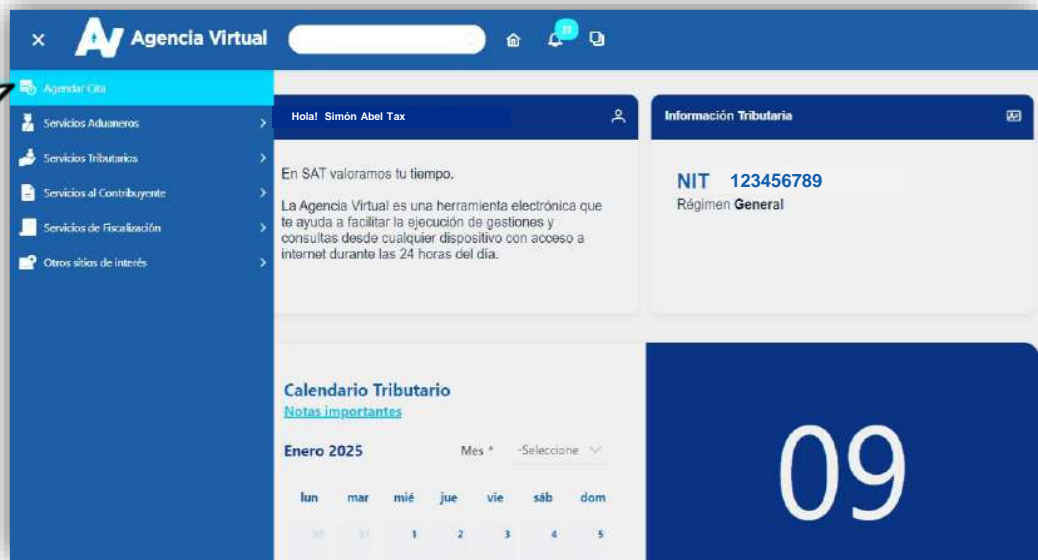 Agencia Virtual
Agendar Cita
Servicios Aduaneros
Servicios Tributarios
Servicios al Contribuyente
Servicios de Fiscalización
Otros sitios de interés
Hola! Simón Abel Tax
En SAT valoramos tu tiempo.
La Agencia Virtual es una herramienta electrónica que
te ayuda a facilitar la ejecución de gestiones y
consultas desde cualquier dispositivo con acceso a
internet durante las 24 horas del día.
Información Tributaria
NIT 123456789
Régimen General
Calendario Tributario
Notas importantes
Enero 2025 Mes * -Seleccione
lun mar mié jue vie sáb dom
30 31 1 2 3 4 5
09